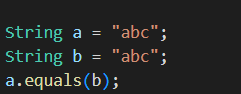 String a = "abc";
String b = "abc";
a.equals(b);